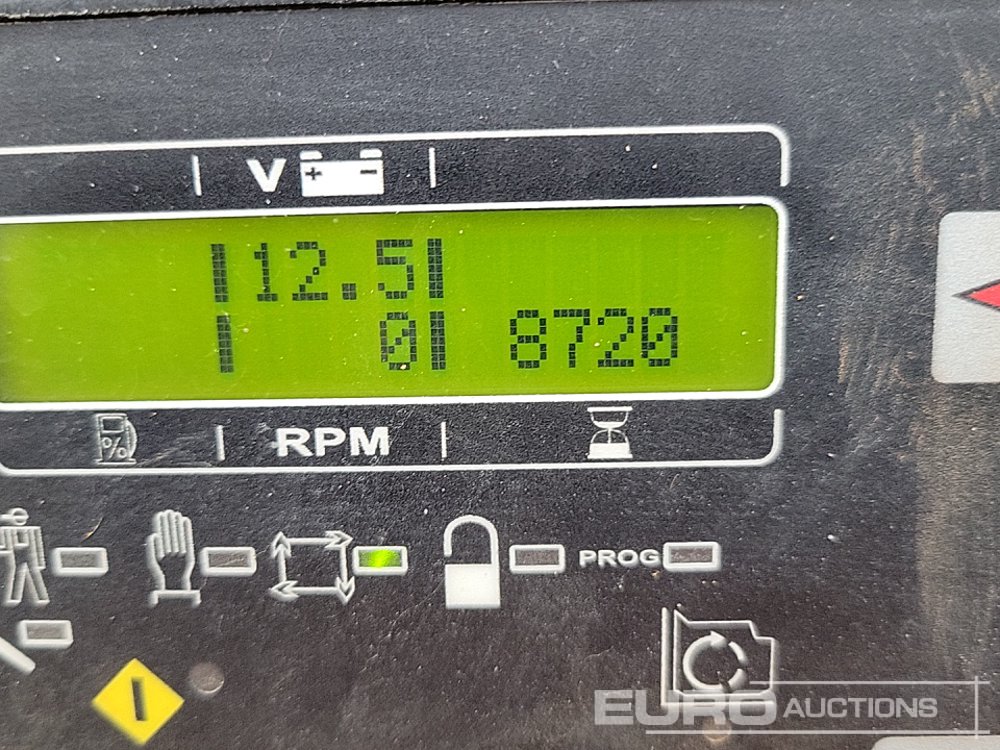 V + -
12.5
0 8720
% RPM
PROG
I
EURO AUCTIONS